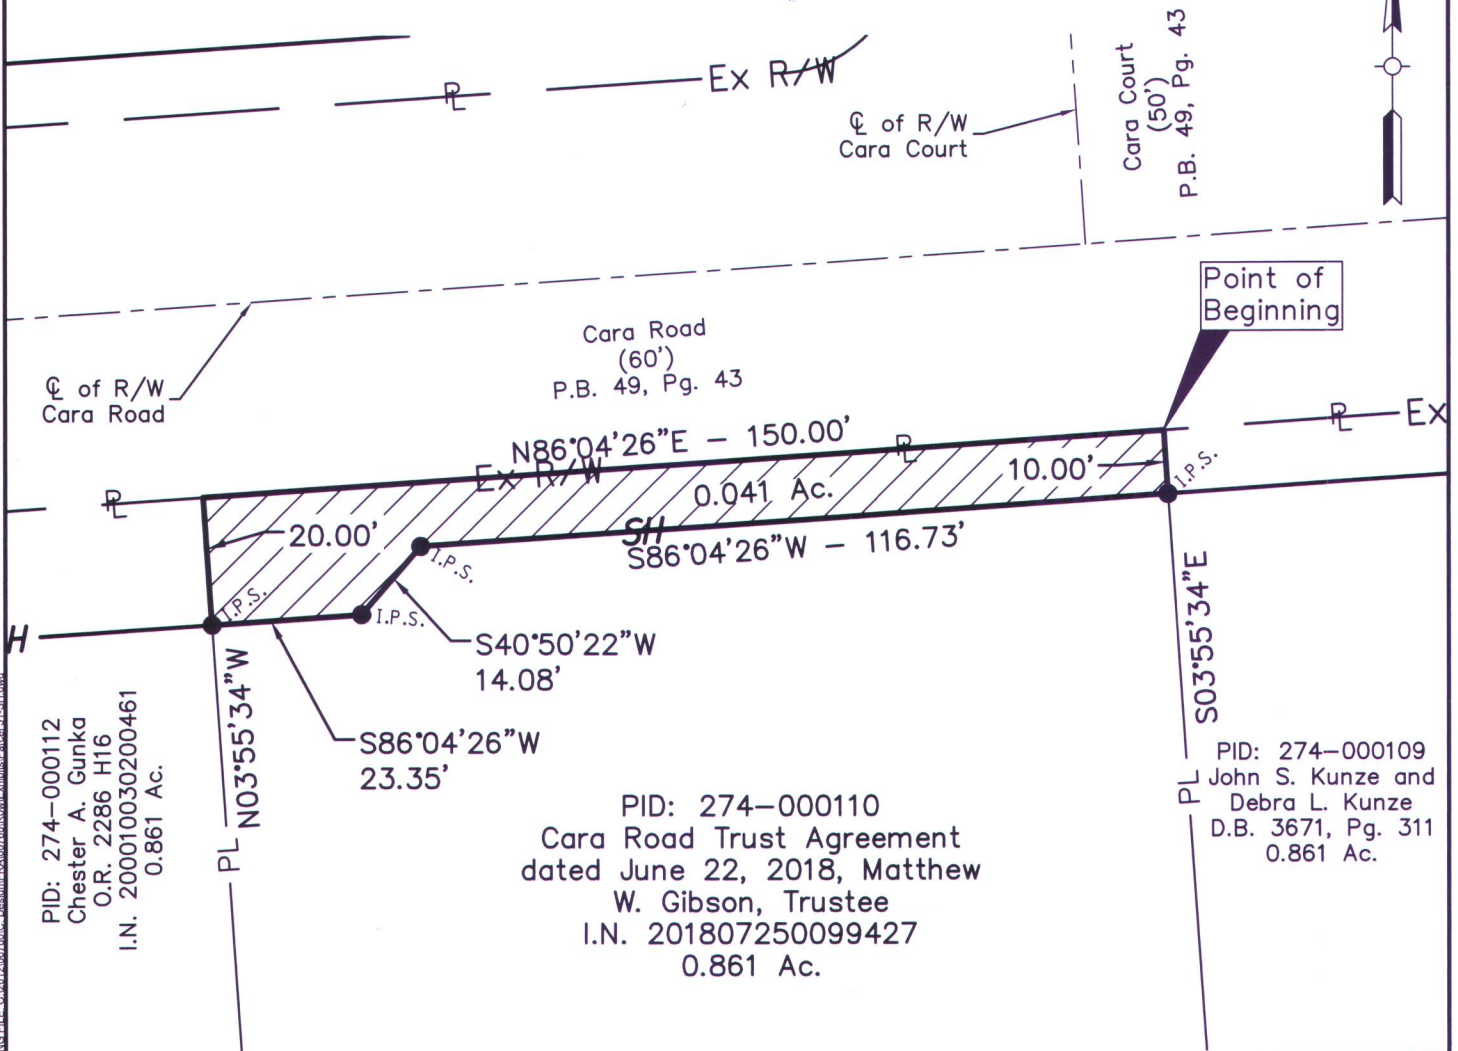 Ex R/W
℄ of R/W
Cara Court
Cara Court
(50')
P.B. 49, Pg. 43
Point of
Beginning
Cara Road
(60')
P.B. 49, Pg. 43
℄ of R/W
Cara Road
PL
PL
Ex
N86°04'26"E – 150.00'
PL
Ex R/W
0.041 Ac.
10.00'
I.P.S.
PL
20.00'
SH
S86°04'26"W – 116.73'
I.P.S.
I.P.S.
I.P.S.
H
S40°50'22"W
14.08'
S86°04'26"W
23.35'
N03°55'34"W
PL
S03°55'34"E
PL
PID: 274–000112
Chester A. Gunka
O.R. 2286 H16
I.N. 200010030200461
0.861 Ac.
PID: 274–000110
Cara Road Trust Agreement
dated June 22, 2018, Matthew
W. Gibson, Trustee
I.N. 201807250099427
0.861 Ac.
PID: 274–000109
John S. Kunze and
Debra L. Kunze
D.B. 3671, Pg. 311
0.861 Ac.